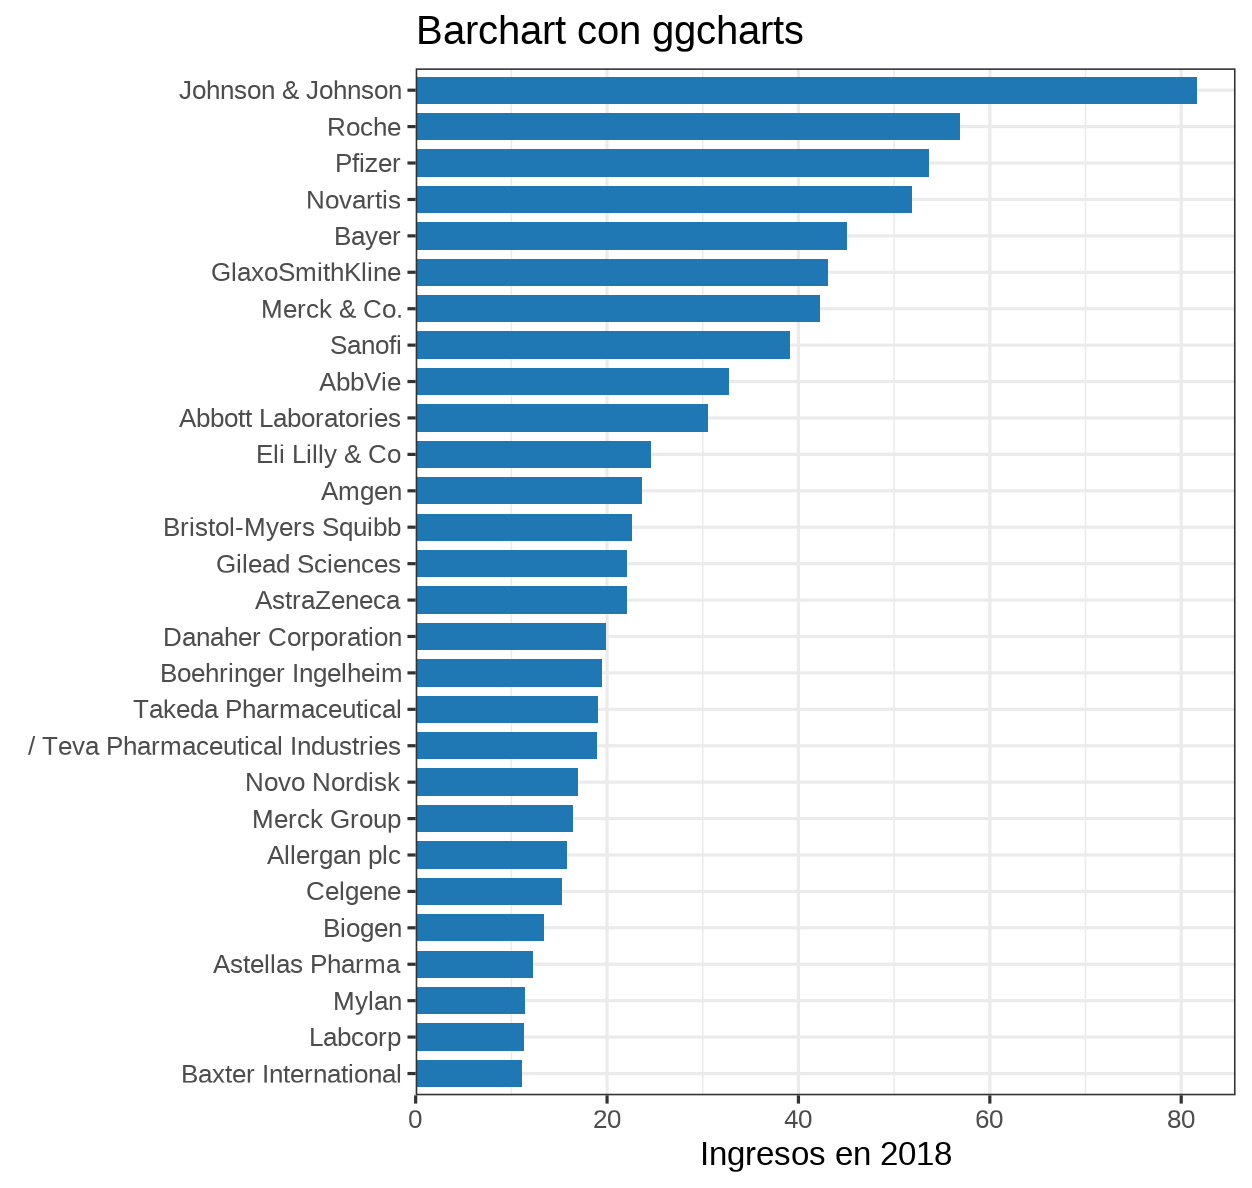 Barchart con ggcharts
Johnson & Johnson
Roche
Pfizer
Novartis
Bayer
GlaxoSmithKline
Merck & Co.
Sanofi
AbbVie
Abbott Laboratories
Eli Lilly & Co
Amgen
Bristol-Myers Squibb
Gilead Sciences
AstraZeneca
Danaher Corporation
Boehringer Ingelheim
Takeda Pharmaceutical
/ Teva Pharmaceutical Industries
Novo Nordisk
Merck Group
Allergan plc
Celgene
Biogen
Astellas Pharma
Mylan
Labcorp
Baxter International
0 20 40 60 80
Ingresos en 2018